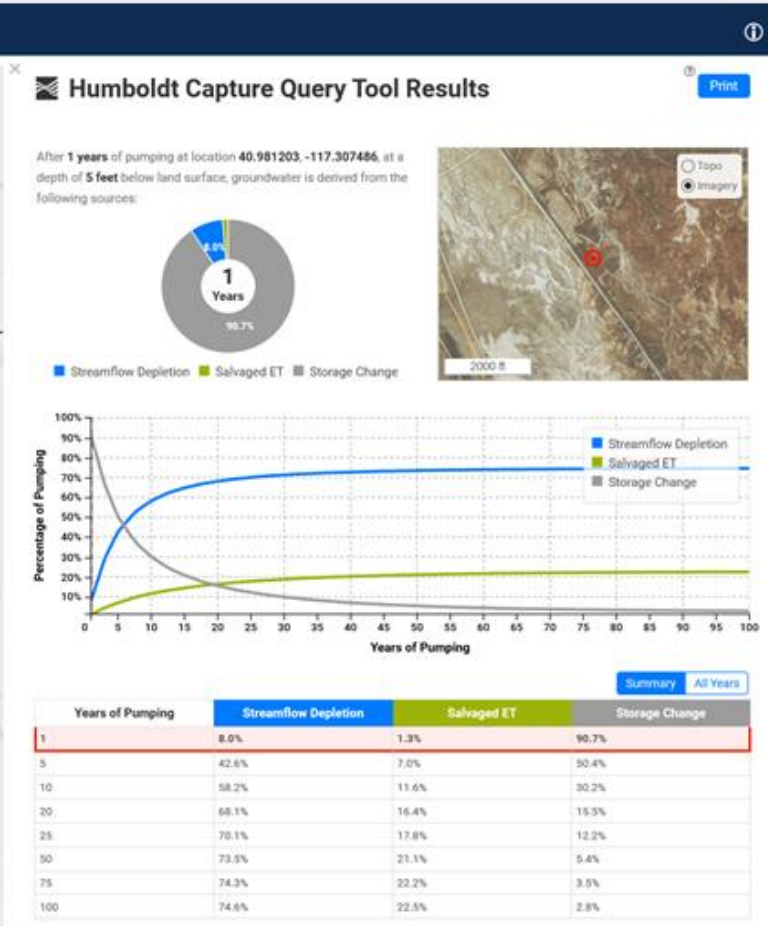 Humboldt Capture Query Tool Results
Print
After 1 years of pumping at location 40.981203, -117.307486, at a
depth of 5 feet below land surface, groundwater is derived from the
following sources:
Topo
Imagery
8.0%
1
Years
90.7%
2000 ft
Streamflow Depletion Salvaged ET Storage Change
Percentage of Pumping
100%
90%
80%
70%
60%
50%
40%
30%
20%
10%
Streamflow Depletion
Salvaged ET
Storage Change
0 5 10 15 20 25 30 35 40 45 50 55 60 65 70 75 80 85 90 95 100
Years of Pumping
Summary All Years
Years of Pumping Streamflow Depletion Salvaged ET Storage Change
1 8.0% 1.3% 90.7%
5 42.6% 7.0% 50.4%
10 58.2% 11.6% 30.2%
20 68.1% 16.4% 15.5%
25 70.1% 17.8% 12.2%
50 73.5% 21.1% 5.4%
75 74.3% 22.2% 3.5%
100 74.6% 22.5% 2.8%